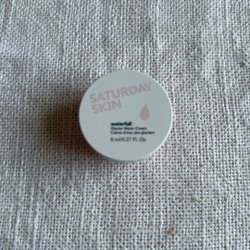 SATURDAY
SKIN
waterfall
Glacier Water Cream
Crème d'eau des glaciers
8 ml/0.27 Fl. Oz.